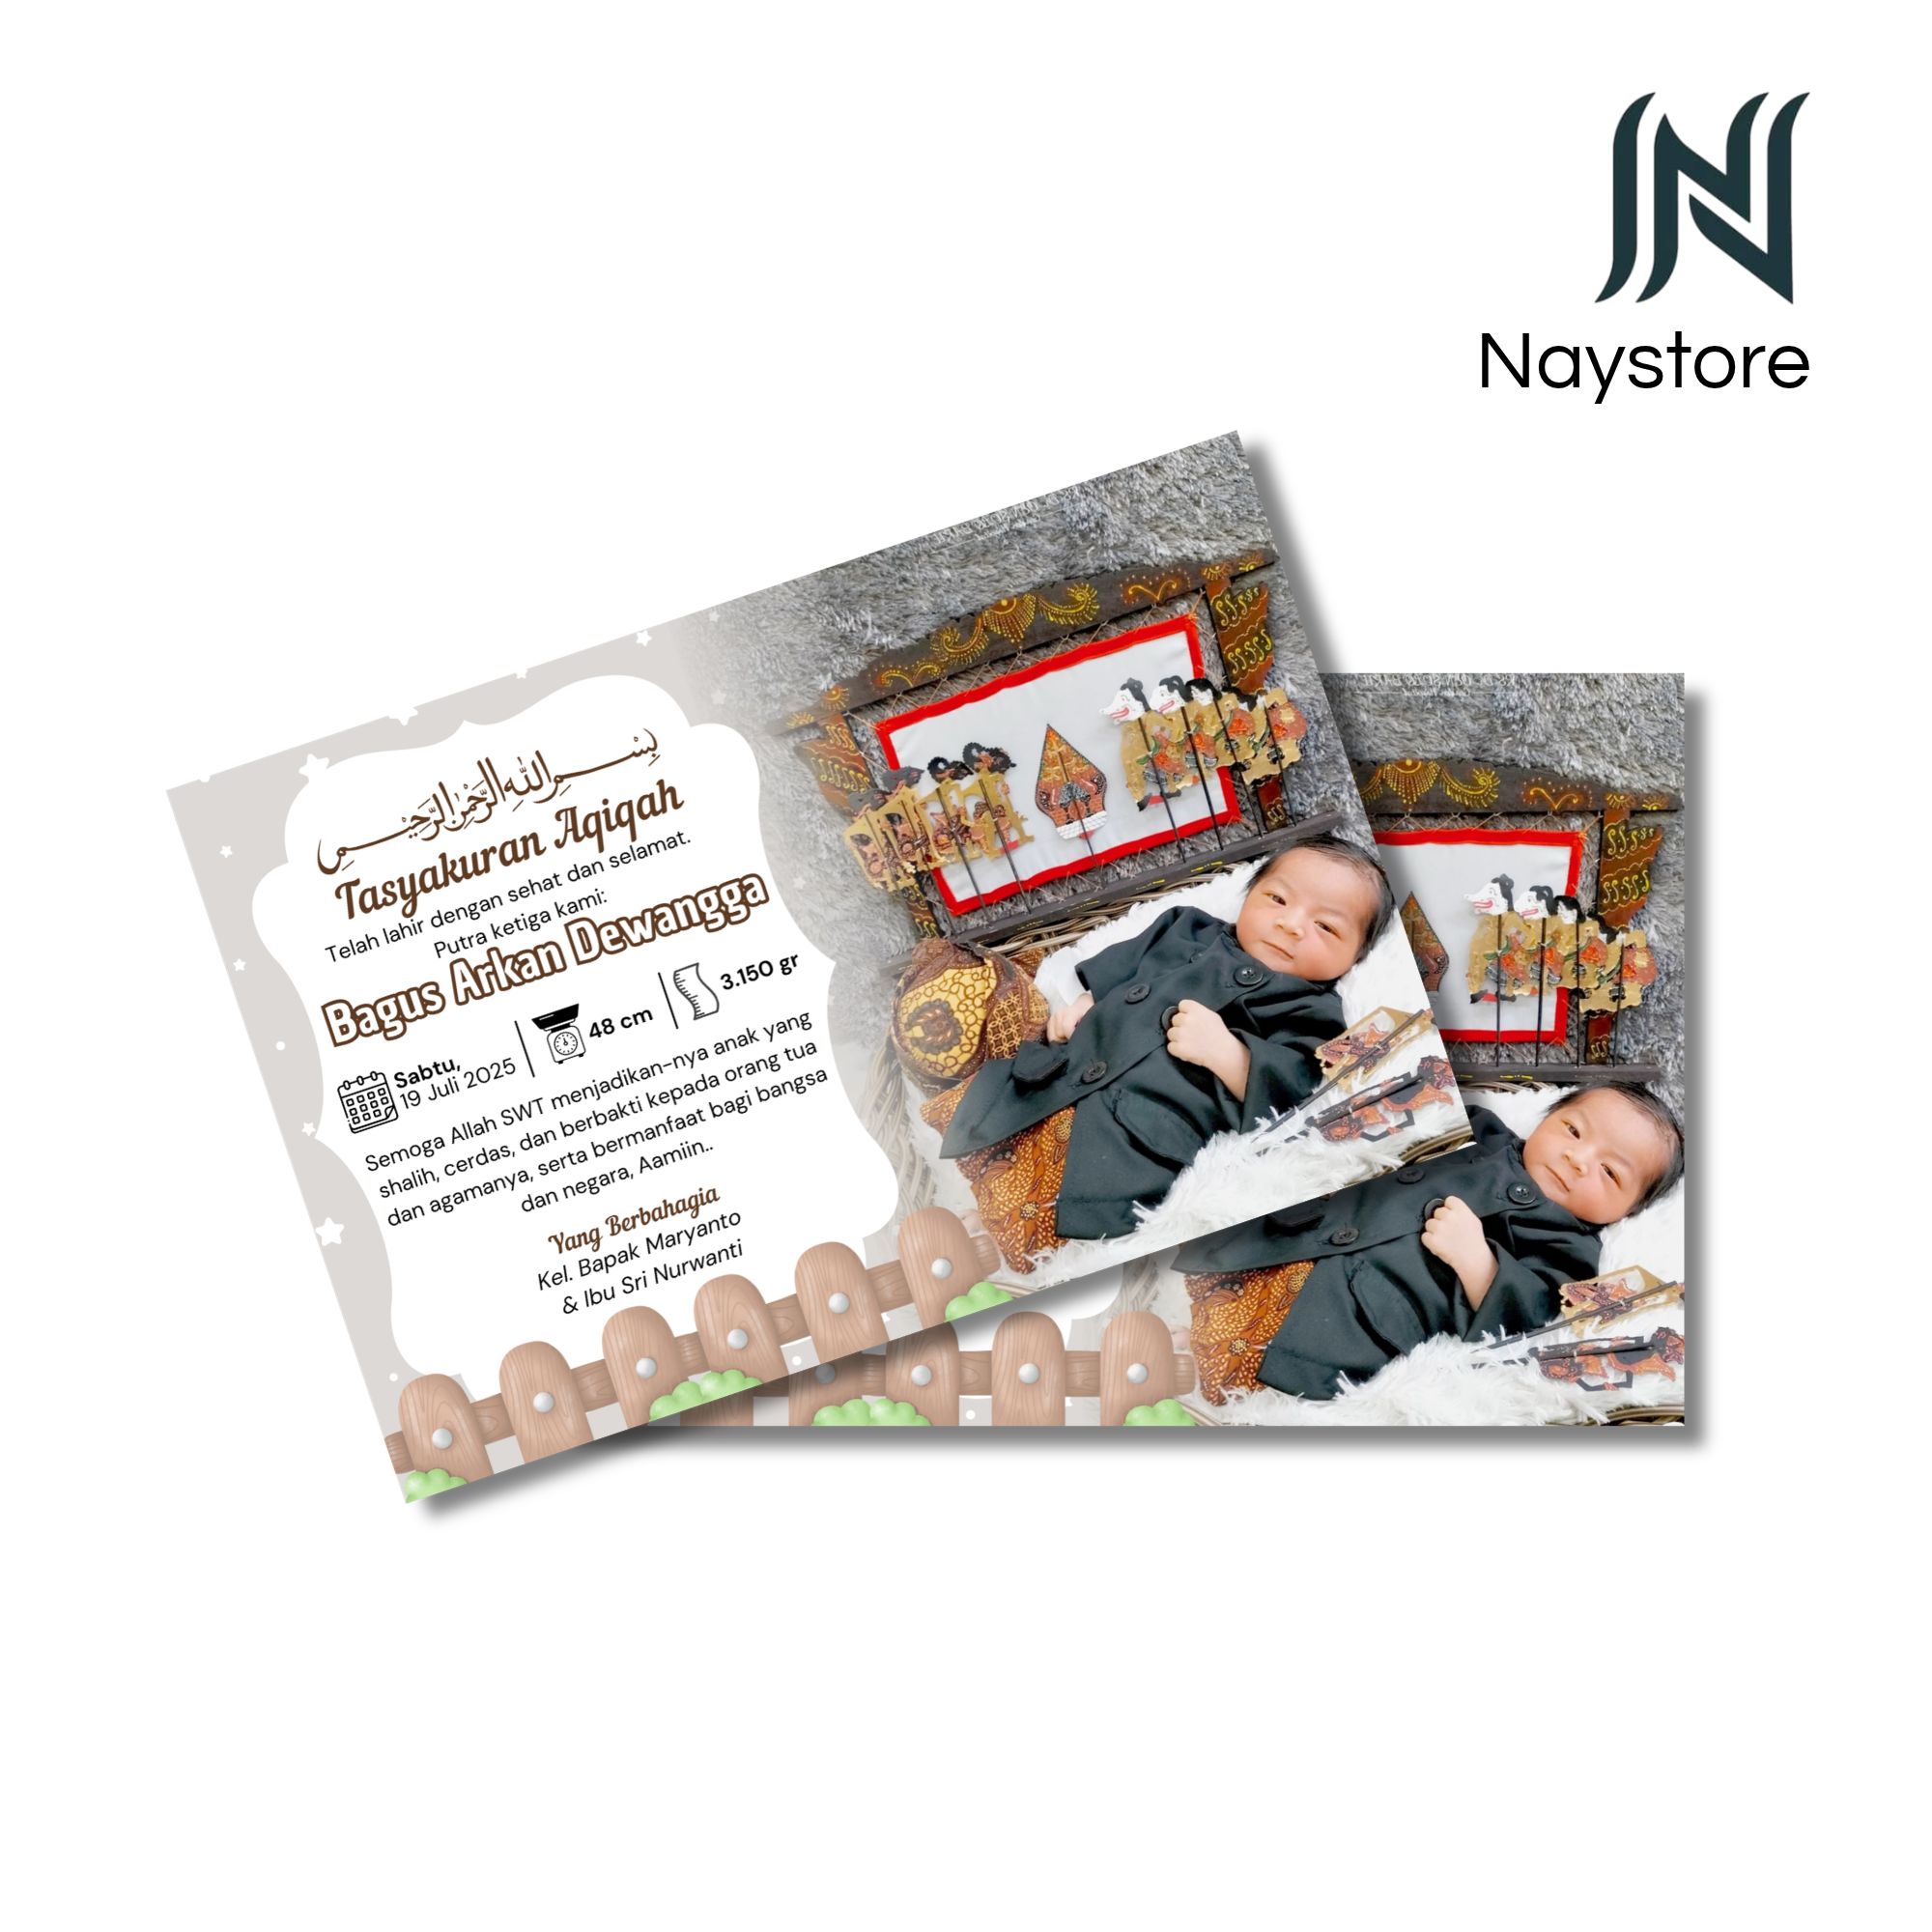 Naystore
بِسْمِ اللهِ الرَّحْمٰنِ الرَّحِيْمِ
Tasyakuran Aqiqah
Telah lahir dengan sehat dan selamat.
Putra ketiga kami:
Bagus Arkan Dewangga
Sabtu,
19 Juli 2025
48 cm
3.150 gr
Semoga Allah SWT menjadikan-nya anak yang
shalih, cerdas, dan berbakti kepada orang tua
dan agamanya, serta bermanfaat bagi bangsa
dan negara, Aamiin..
Yang Berbahagia
Kel. Bapak Maryanto
& Ibu Sri Nurwanti